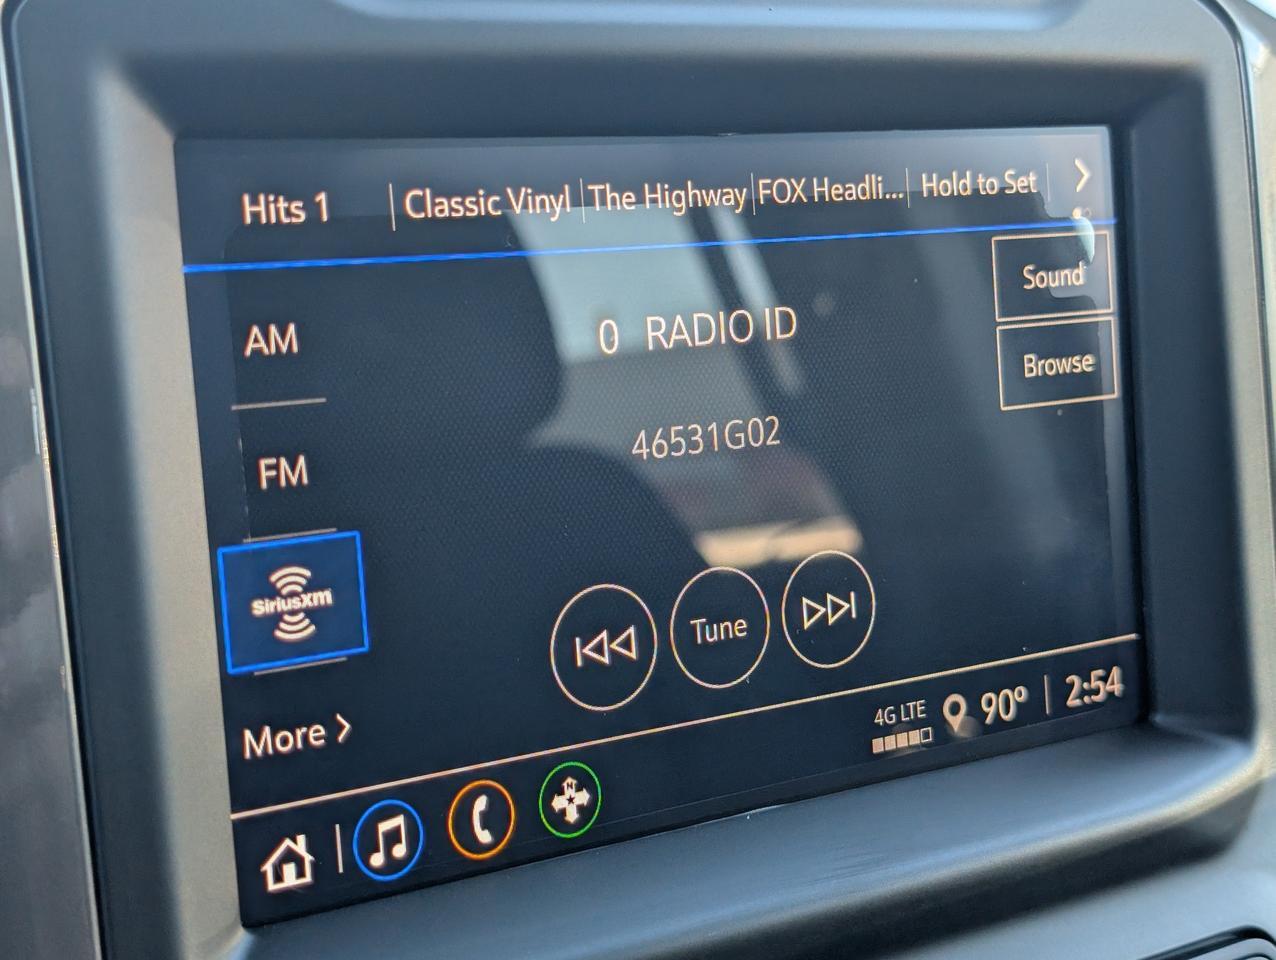 Hits 1 Classic Vinyl The Highway FOX Headli... Hold to Set
Sound
AM
0 RADIO ID
Browse
FM
46531G02
SiriusXm
Tune
More
4G LTE 90° 2:54
N